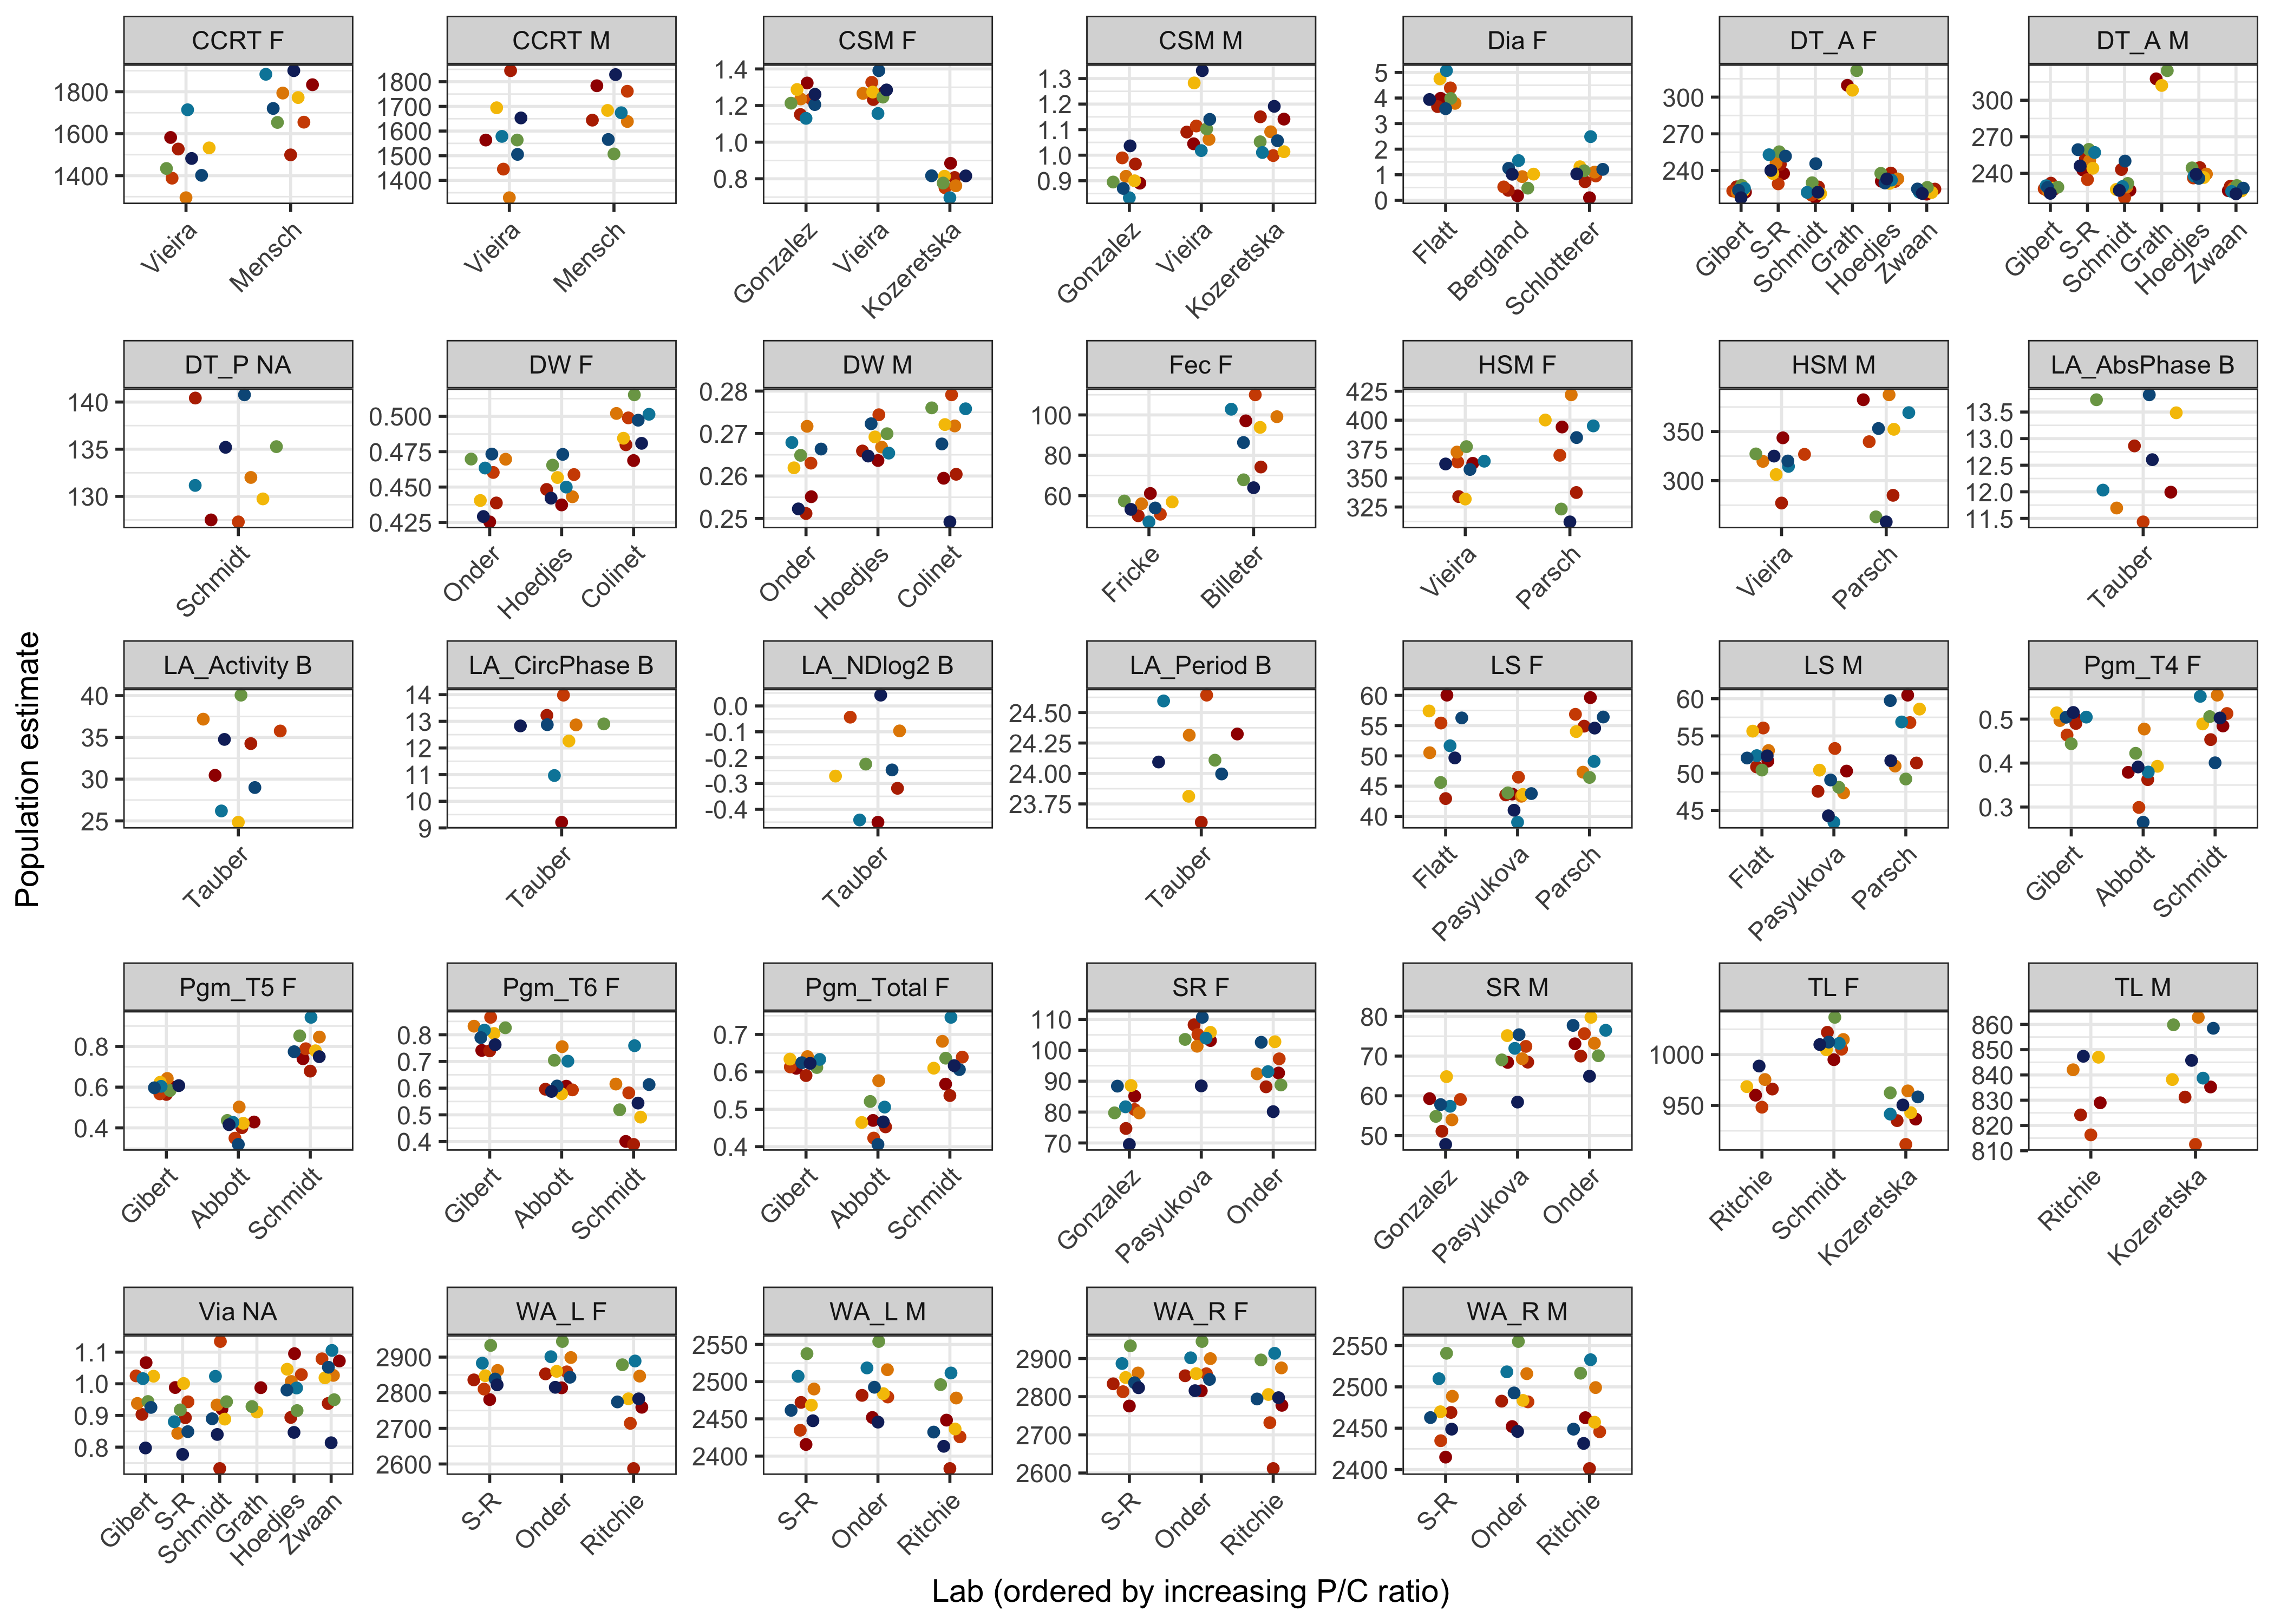 CCRT F CCRT M CSM F CSM M Dia F DT_A F DT_A M
1800 1600 1400
Vieira Mensch
1800 1700 1600 1500 1400
Vieira Mensch
1.4 1.2 1.0 0.8
Gonzalez Vieira Kozeretska
1.3 1.2 1.1 1.0 0.9
Gonzalez Vieira Kozeretska
5 4 3 2 1 0
Flatt Bergland Schlotterer
300 270 240
Gibert S-R Schmidt Grath Hoedjes Zwaan
300 270 240
Gibert S-R Schmidt Grath Hoedjes Zwaan
DT_P NA DW F DW M Fec F HSM F HSM M LA_AbsPhase B
140 135 130
Schmidt
0.500 0.475 0.450 0.425
Onder Hoedjes Colinet
0.28 0.27 0.26 0.25
Onder Hoedjes Colinet
100 80 60
Fricke Billeter
425 400 375 350 325
Vieira Parsch
350 300
Vieira Parsch
13.5 13.0 12.5 12.0 11.5
Tauber
Population estimate
LA_Activity B LA_CircPhase B LA_NDlog2 B LA_Period B LS F LS M Pgm_T4 F
40 35 30 25
Tauber
14 13 12 11 10 9
Tauber
0.0 -0.1 -0.2 -0.3 -0.4
Tauber
24.50 24.25 24.00 23.75
Tauber
60 55 50 45 40
Flatt Pasyukova Parsch
60 55 50 45
Flatt Pasyukova Parsch
0.5 0.4 0.3
Gibert Abbott Schmidt
Pgm_T5 F Pgm_T6 F Pgm_Total F SR F SR M TL F TL M
0.8 0.6 0.4
Gibert Abbott Schmidt
0.8 0.7 0.6 0.5 0.4
Gibert Abbott Schmidt
0.7 0.6 0.5 0.4
Gibert Abbott Schmidt
110 100 90 80 70
Gonzalez Pasyukova Onder
80 70 60 50
Gonzalez Pasyukova Onder
1000 950
Ritchie Schmidt Kozeretska
860 850 840 830 820 810
Ritchie Kozeretska
Via NA WA_L F WA_L M WA_R F WA_R M
1.1 1.0 0.9 0.8
Gibert S-R Schmidt Grath Hoedjes Zwaan
2900 2800 2700 2600
S-R Onder Ritchie
2550 2500 2450 2400
S-R Onder Ritchie
2900 2800 2700 2600
S-R Onder Ritchie
2550 2500 2450 2400
S-R Onder Ritchie
Lab (ordered by increasing P/C ratio)